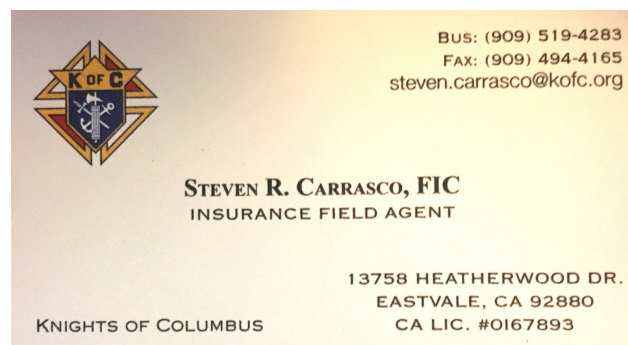 K OF C
BUS: (909) 519-4283
FAX: (909) 494-4165
steven.carrasco@kofc.org
STEVEN R. CARRASCO, FIC
INSURANCE FIELD AGENT
13758 HEATHERWOOD DR.
EASTVALE, CA 92880
KNIGHTS OF COLUMBUS
CA LIC. #0I67893